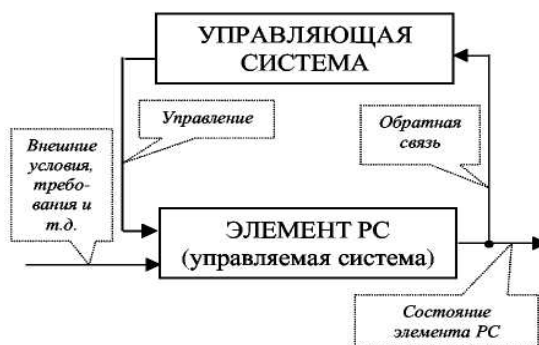 УПРАВЛЯЮЩАЯ
СИСТЕМА
Управление
Обратная
связь
Внешние
условия,
требо-
вания и
т.д.
ЭЛЕМЕНТ РС
(управляемая система)
Состояние
элемента РС